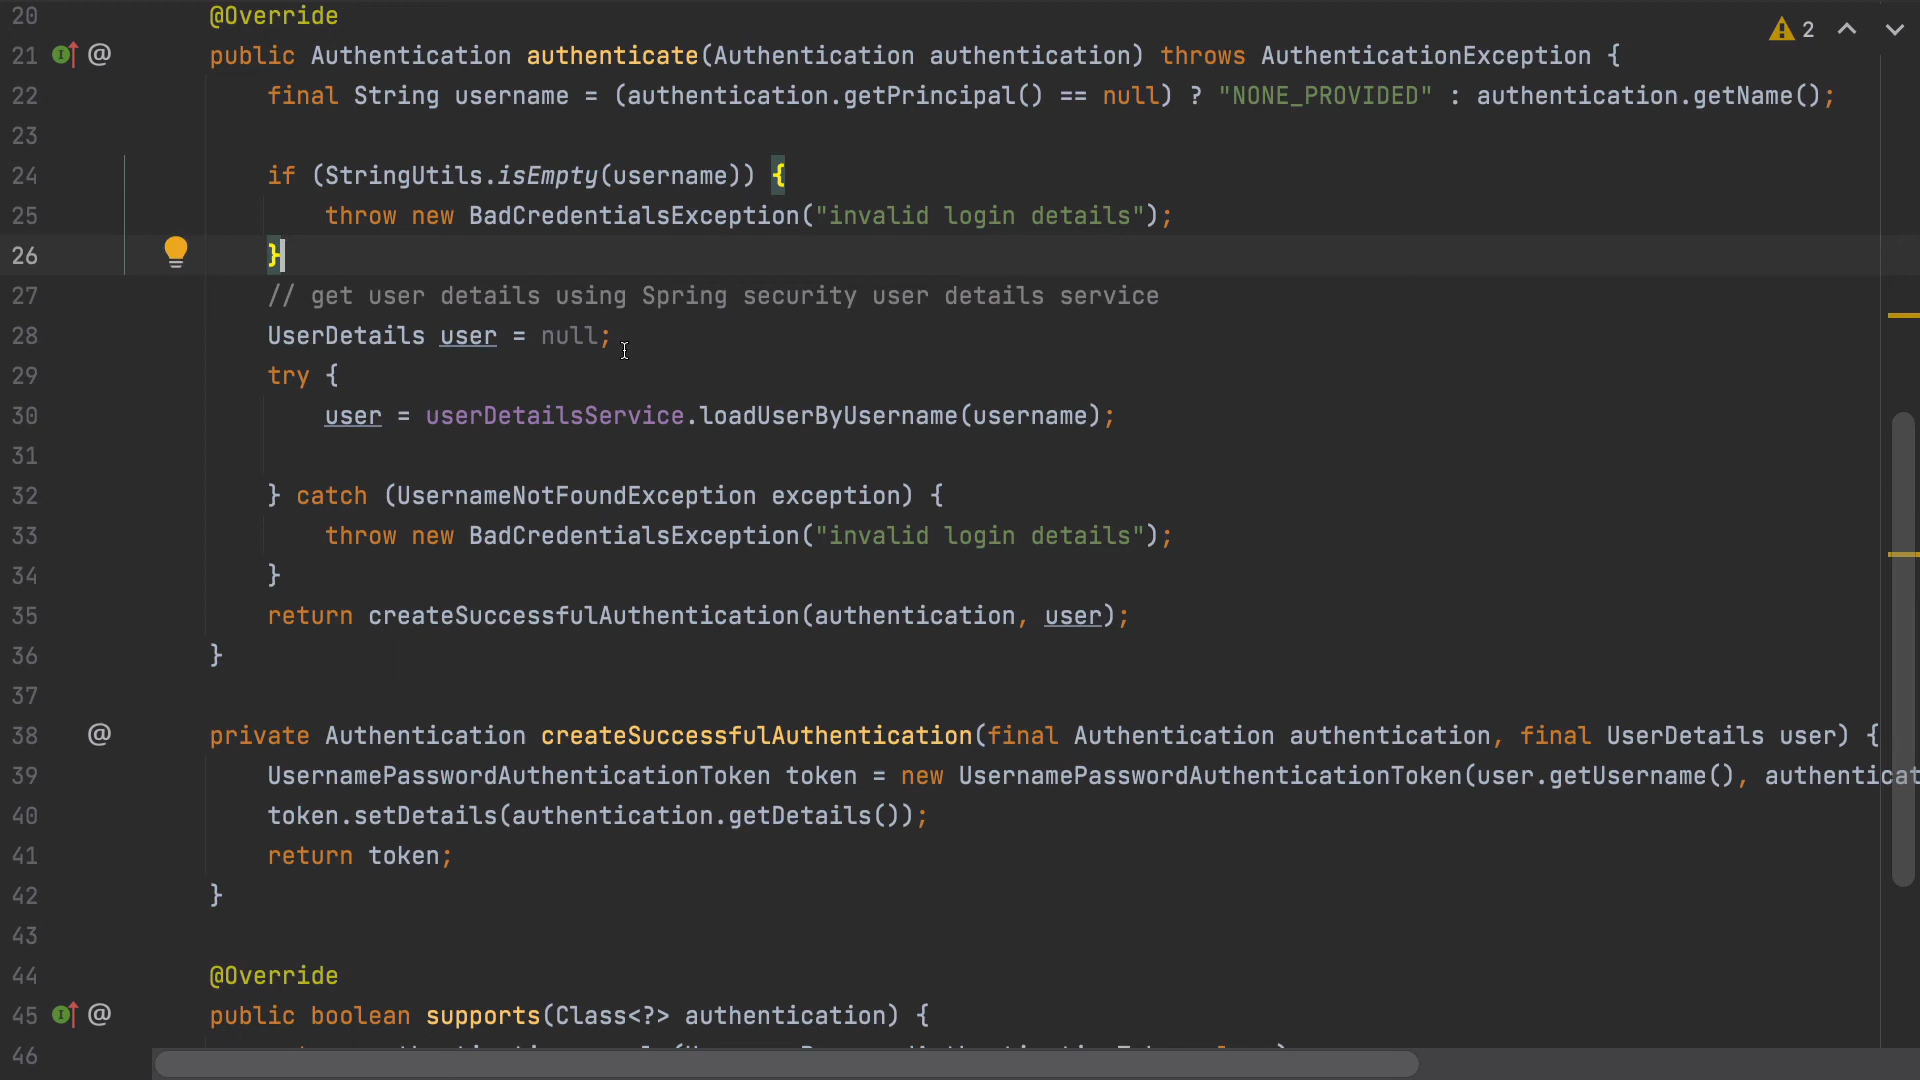 20 @Override
2
21 @ public Authentication authenticate(Authentication authentication) throws AuthenticationException {
22 final String username = (authentication.getPrincipal() == null) ? "NONE_PROVIDED" : authentication.getName();
23
24 if (StringUtils.isEmpty(username)) {
25 throw new BadCredentialsException("invalid login details");
26 }
27 // get user details using Spring security user details service
28 UserDetails user = null;
29 try {
30 user = userDetailsService.loadUserByUsername(username);
31
32 } catch (UsernameNotFoundException exception) {
33 throw new BadCredentialsException("invalid login details");
34 }
35 return createSuccessfulAuthentication(authentication, user);
36 }
37
38 @ private Authentication createSuccessfulAuthentication(final Authentication authentication, final UserDetails user) {
39 UsernamePasswordAuthenticationToken token = new UsernamePasswordAuthenticationToken(user.getUsername(), authenticat
40 token.setDetails(authentication.getDetails());
41 return token;
42 }
43
44 @Override
45 @ public boolean supports(Class<?> authentication) {
46